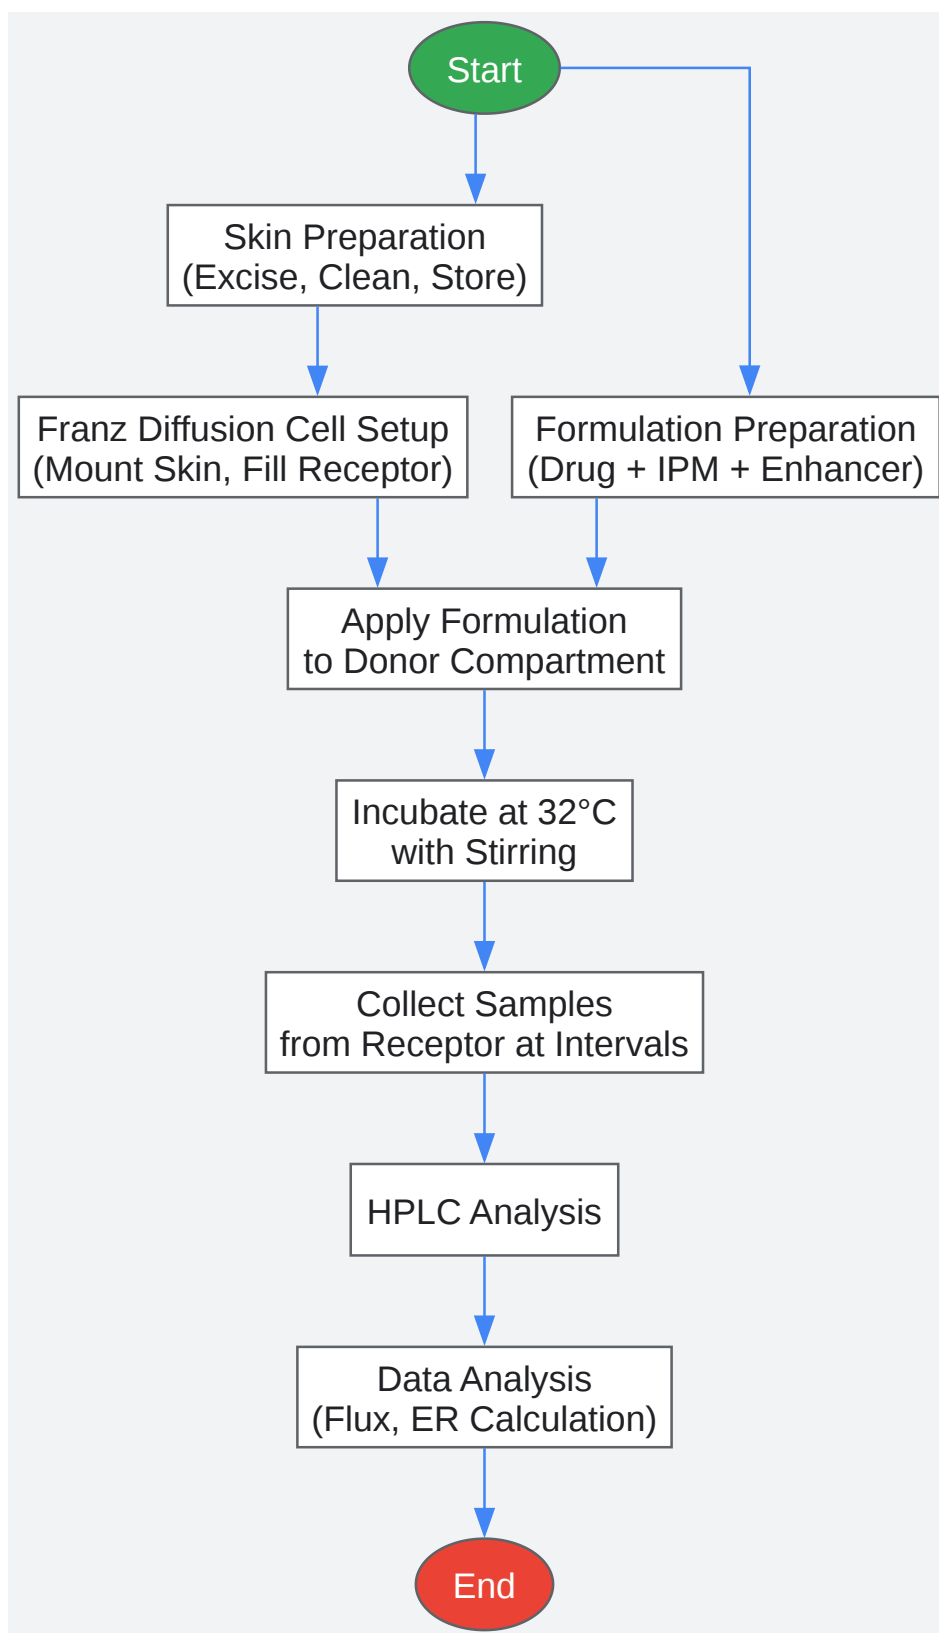 Start
Skin Preparation
(Excise, Clean, Store)
Franz Diffusion Cell Setup
(Mount Skin, Fill Receptor)
Formulation Preparation
(Drug + IPM + Enhancer)
Apply Formulation
to Donor Compartment
Incubate at 32°C
with Stirring
Collect Samples
from Receptor at Intervals
HPLC Analysis
Data Analysis
(Flux, ER Calculation)
End